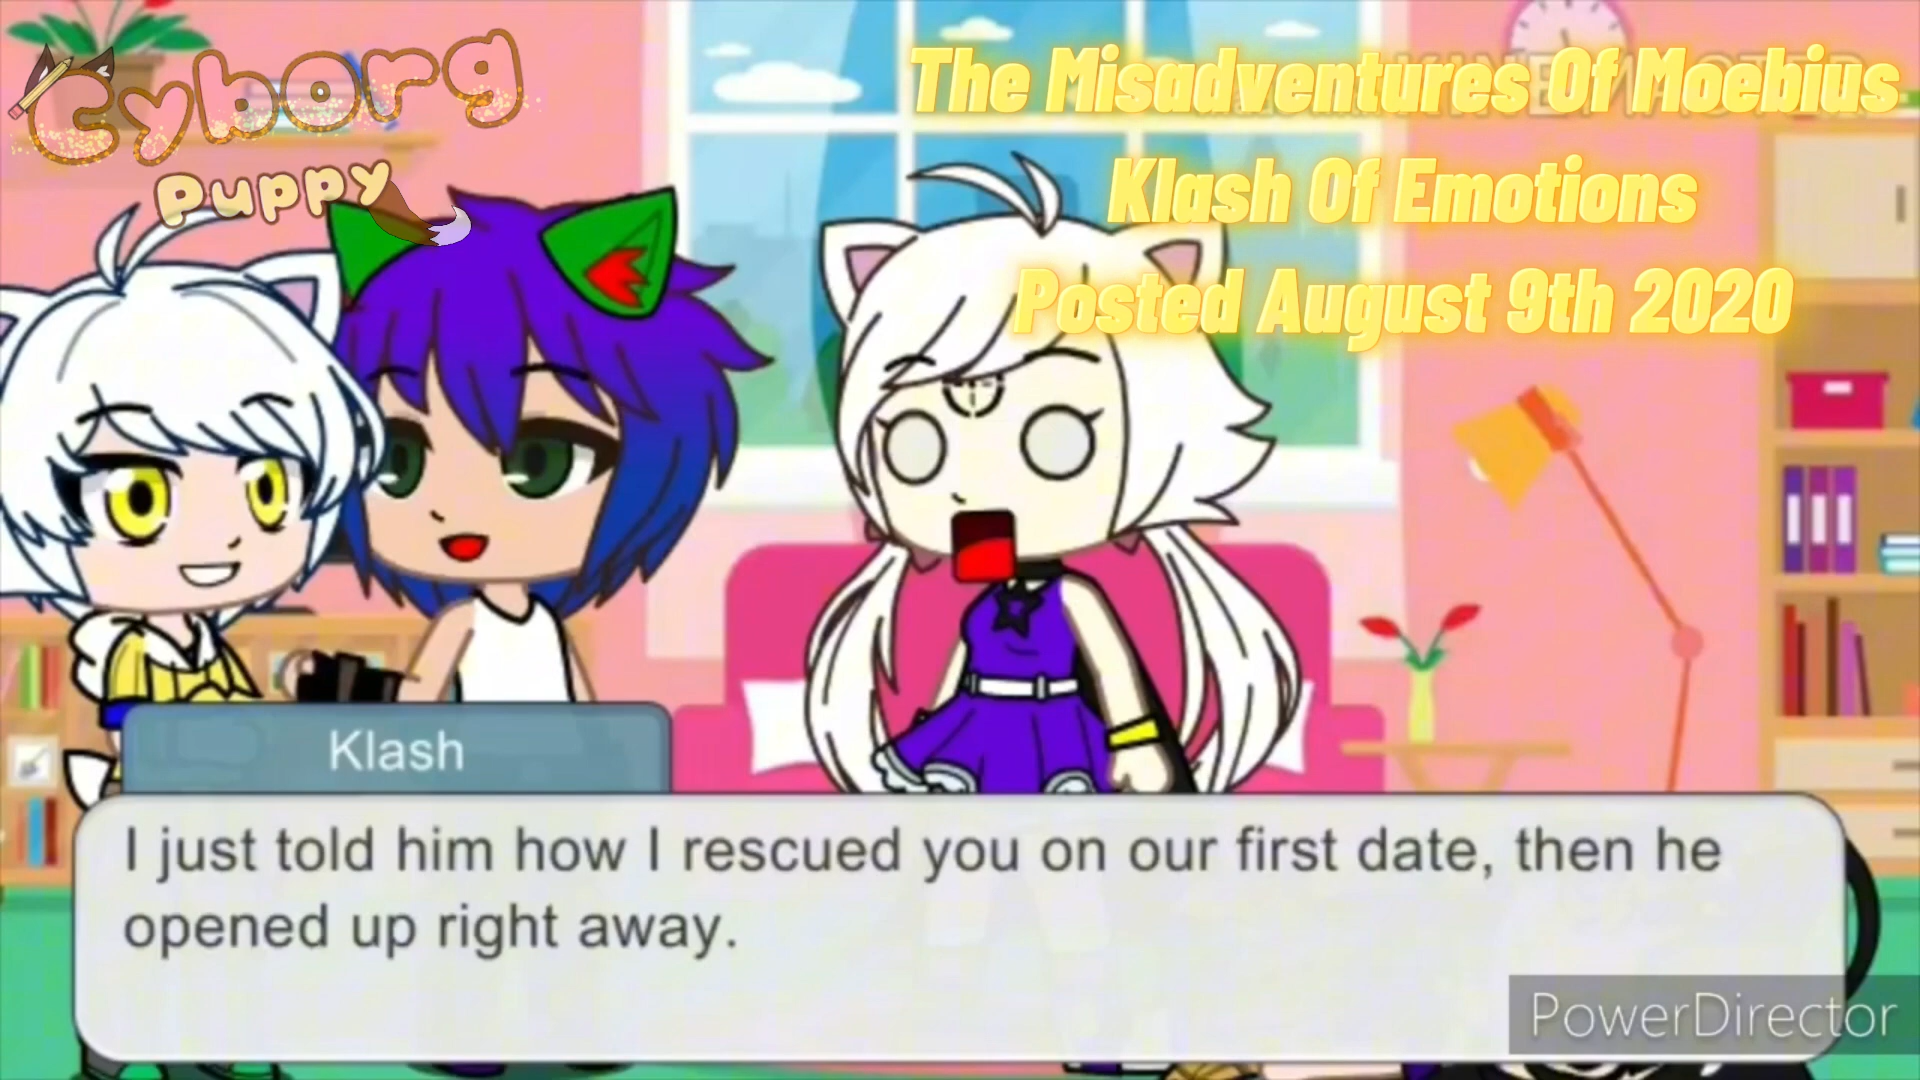 Cyborg
Puppy
The Misadventures Of Moebius
Klash Of Emotions
Posted August 9th 2020
Klash
I just told him how I rescued you on our first date, then he
opened up right away.
PowerDirector